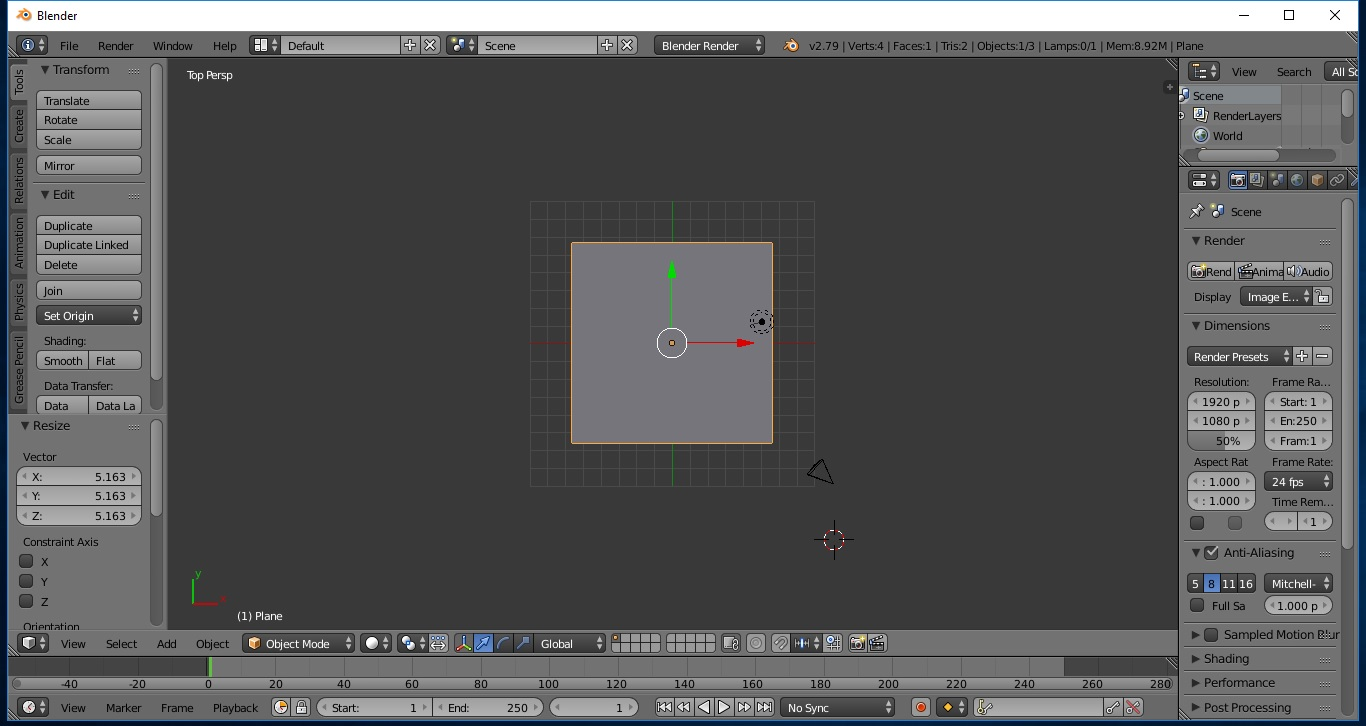 Blender
File Render Window Help Default Scene Blender Render v2.79 | Verts:4 | Faces:1 | Tris:2 | Objects:1/3 | Lamps:0/1 | Mem:8.92M | Plane
Tools
Create
Relations
Animation
Physics
Grease Pencil
Transform
Translate
Rotate
Scale
Mirror
Edit
Duplicate
Duplicate Linked
Delete
Join
Set Origin
Shading:
Smooth Flat
Data Transfer:
Data Data La
Resize
Vector
X: 5.163
Y: 5.163
Z: 5.163
Constraint Axis
X
Y
Z
Orientation
Top Persp
y
x
(1) Plane
View Select Add Object Object Mode Global
-40 -20 0 20 40 60 80 100 120 140 160 180 200 220 240 260 280
View Marker Frame Playback Start: 1 End: 250 1 No Sync
View Search All Sc
Scene
RenderLayers
World
Scene
Render
Rend Anima Audio
Display Image E...
Dimensions
Render Presets
Resolution: Frame Ra...
1920 p Start: 1
1080 p En:250
50% Fram:1
Aspect Rat Frame Rate:
: 1.000 24 fps
: 1.000 Time Rem...
1
Anti-Aliasing
5 8 11 16 Mitchell-
Full Sa 1.000 p
Sampled Motion Blur
Shading
Performance
Post Processing